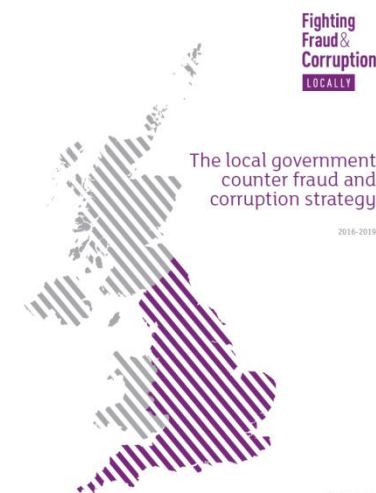 Fighting
Fraud &
Corruption
LOCALLY
The local government
counter fraud and
corruption strategy
2016-2019